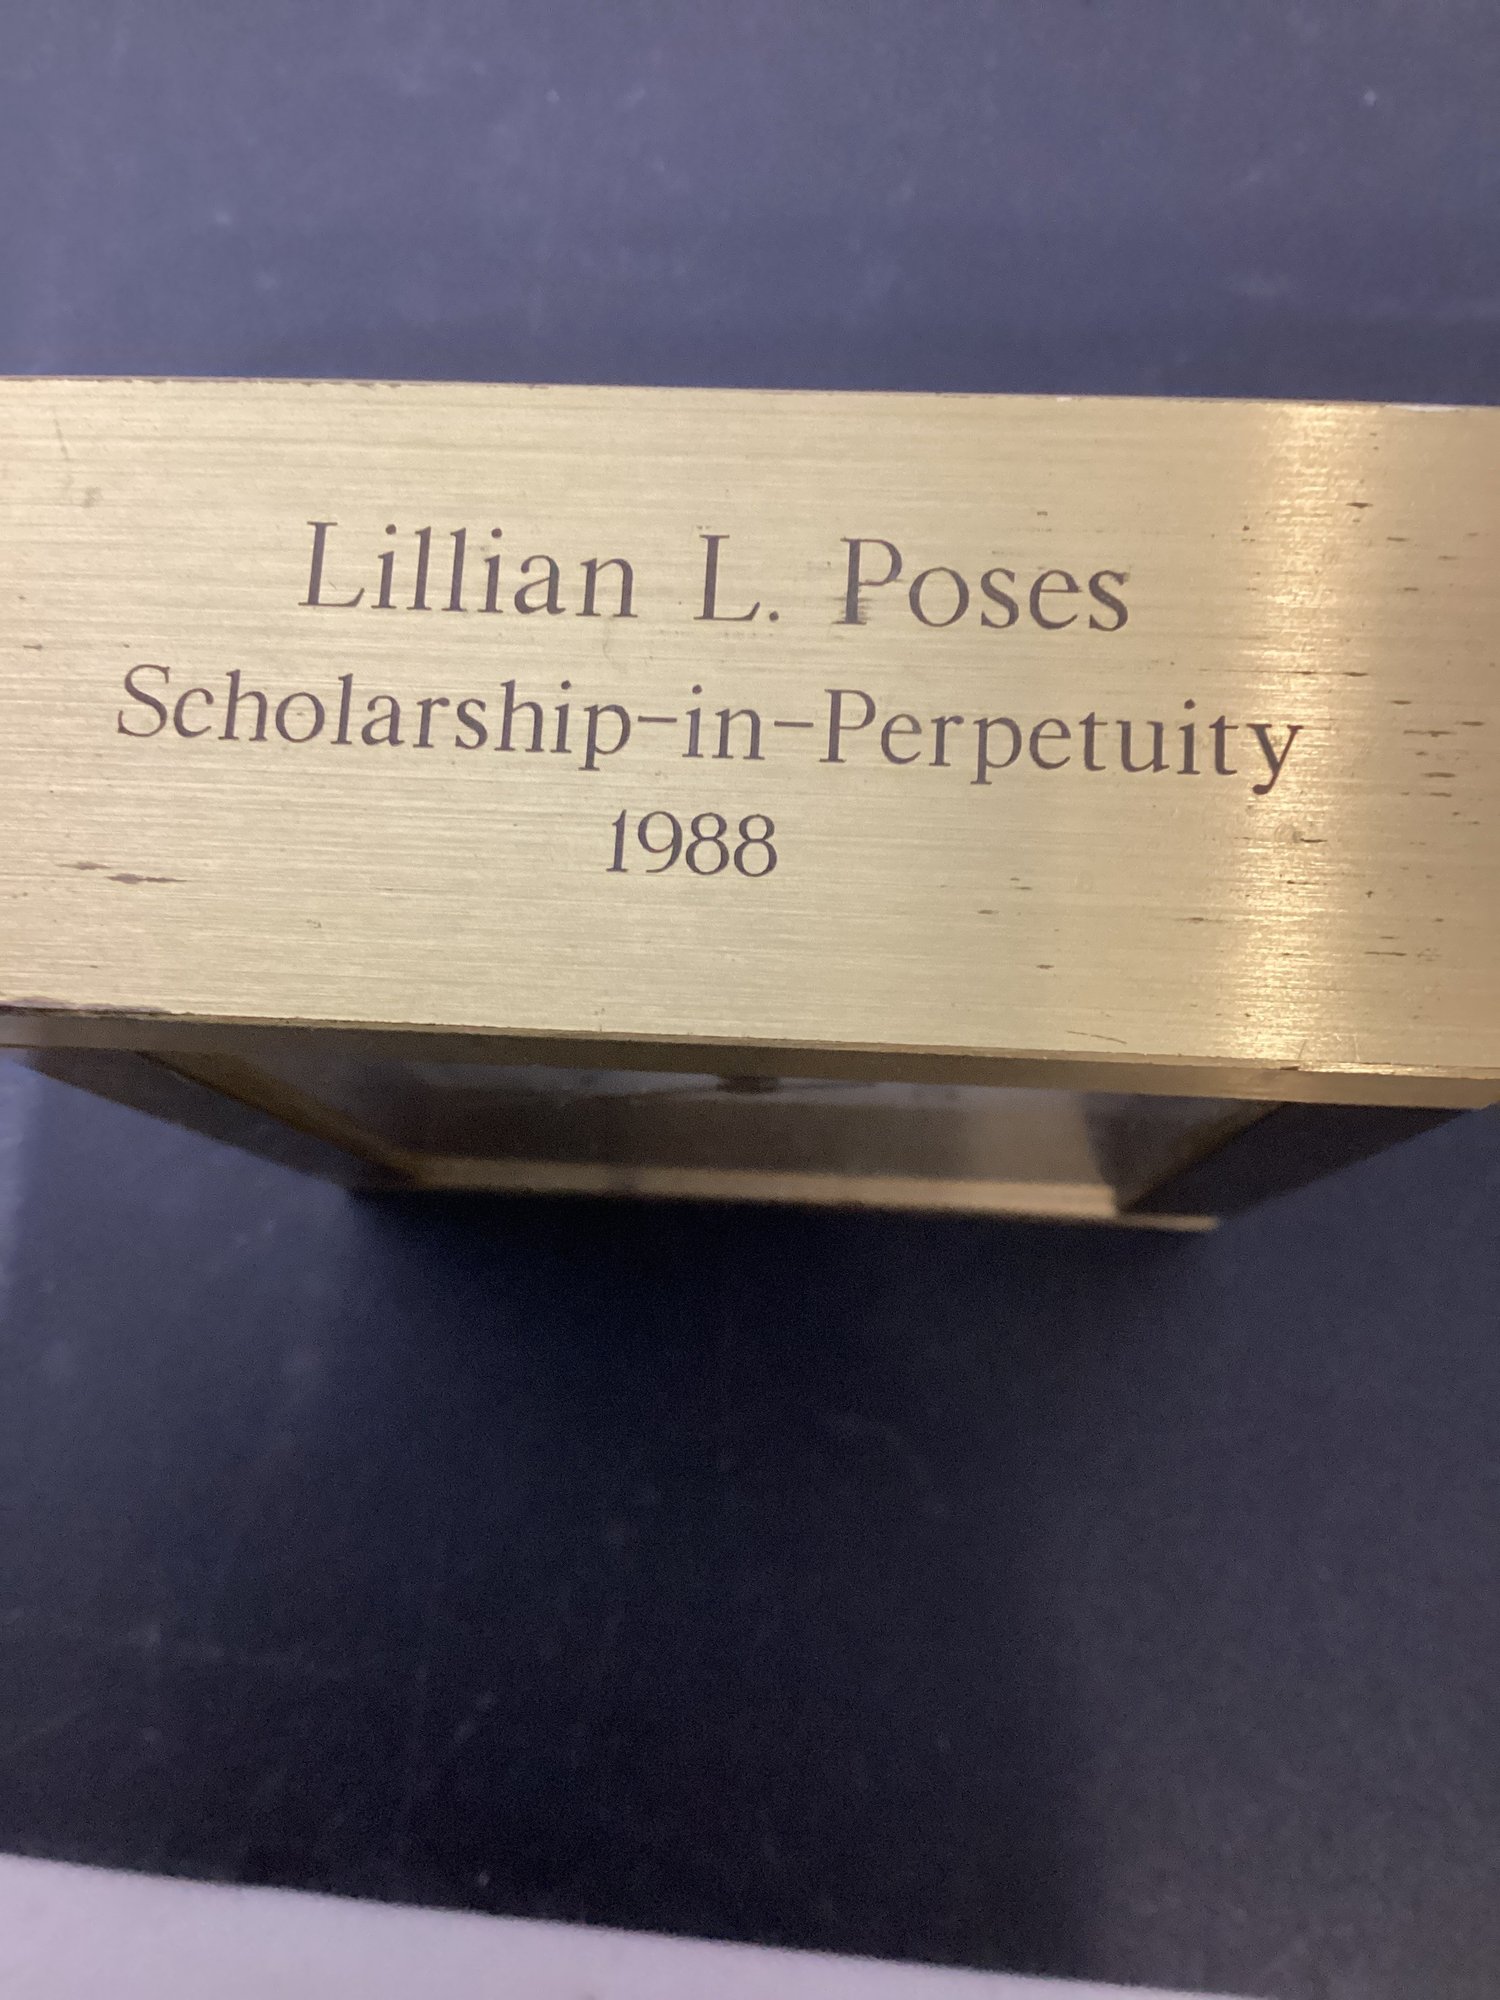 Lillian L. Poses
Scholarship-in-Perpetuity
1988